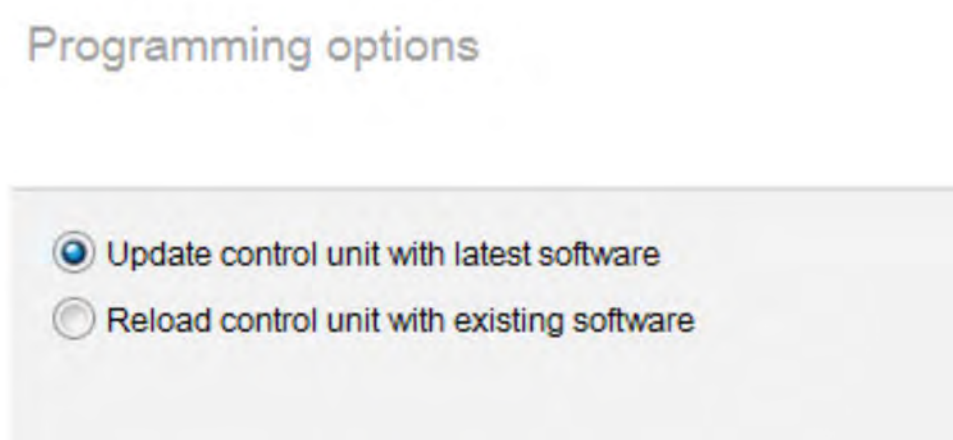 Programming options
Update control unit with latest software
Reload control unit with existing software